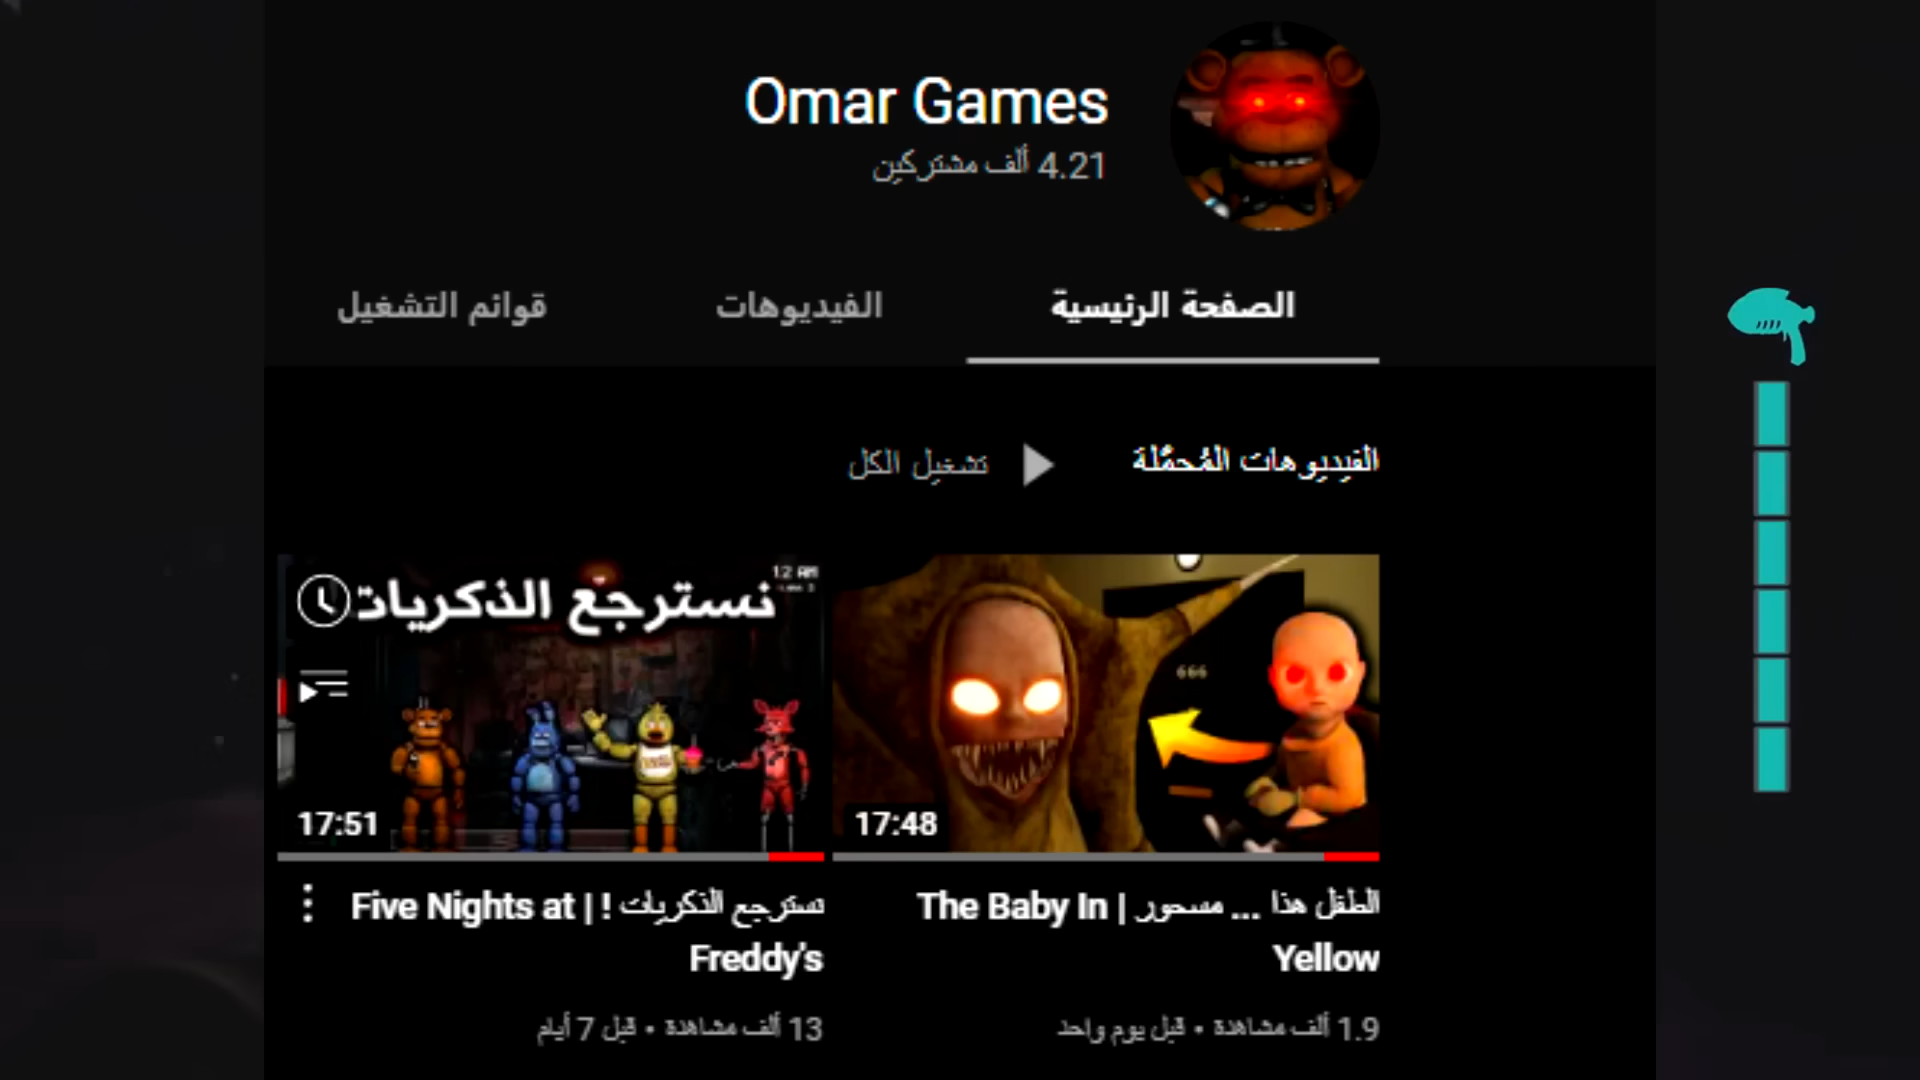 Omar Games
4.21 ألف مشتركين
الصفحة الرئيسية
الفيديوهات
قوائم التشغيل
الفيديوهات المُحمَّلة
تشغيل الكل
666
17:48
الطفل هذا ... مسحور | The Baby In
Yellow
1.9 ألف مشاهدة • قبل يوم واحد
12 AM
نسترجع الذكريات
17:51
نسترجع الذكريات ! | Five Nights at
Freddy's
13 ألف مشاهدة • قبل 7 أيام